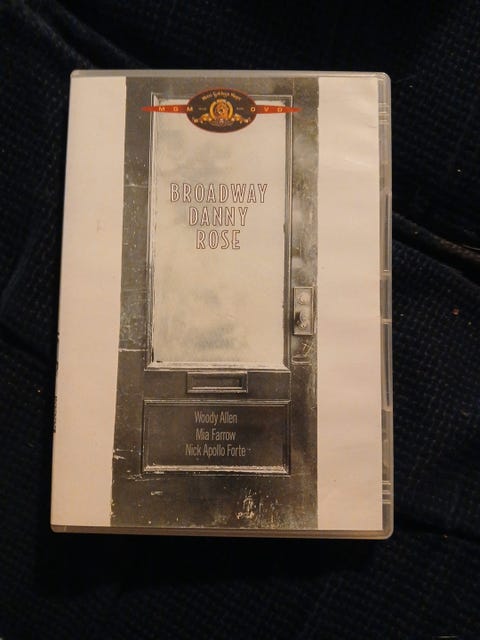 MGM DVD
BROADWAY
DANNY
ROSE
Woody Allen
Mia Farrow
Nick Apollo Forte